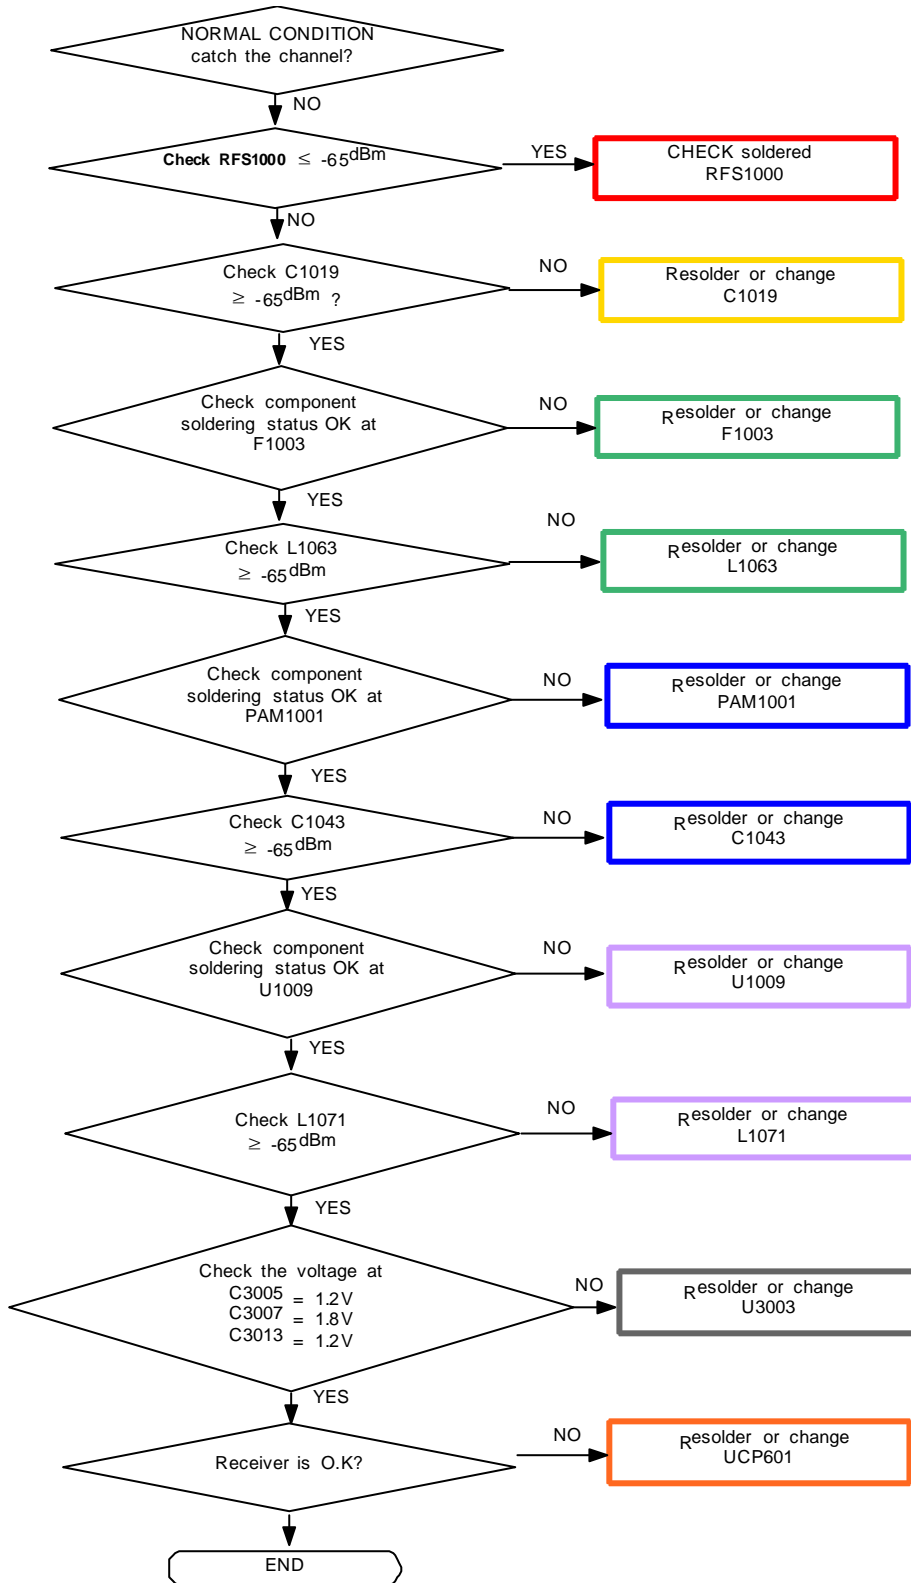 NORMAL CONDITION
catch the channel?
NO
Check RFS1000 ≤ -65dBm
YES
CHECK soldered
RFS1000
NO
Check C1019
≥ -65dBm ?
NO
Resolder or change
C1019
YES
Check component
soldering status OK at
F1003
NO
Resolder or change
F1003
YES
Check L1063
≥ -65dBm
NO
Resolder or change
L1063
YES
Check component
soldering status OK at
PAM1001
NO
Resolder or change
PAM1001
YES
Check C1043
≥ -65dBm
NO
Resolder or change
C1043
YES
Check component
soldering status OK at
U1009
NO
Resolder or change
U1009
YES
Check L1071
≥ -65dBm
NO
Resolder or change
L1071
YES
Check the voltage at
C3005 = 1.2V
C3007 = 1.8V
C3013 = 1.2V
NO
Resolder or change
U3003
YES
Receiver is O.K?
NO
Resolder or change
UCP601
END